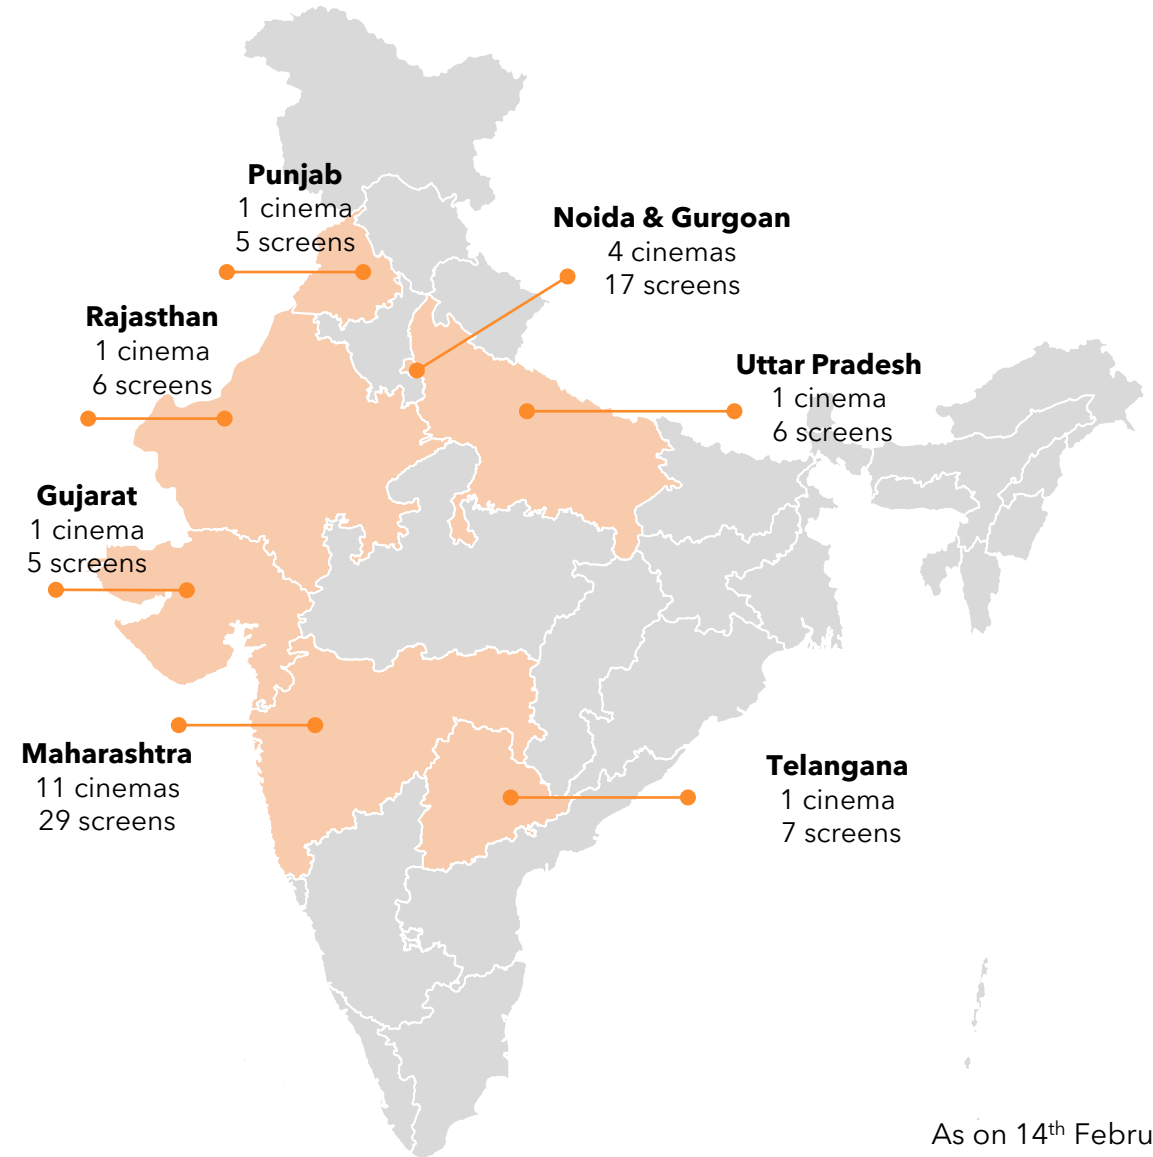 Punjab
1 cinema
5 screens
Noida & Gurgoan
4 cinemas
17 screens
Rajasthan
1 cinema
6 screens
Uttar Pradesh
1 cinema
6 screens
Gujarat
1 cinema
5 screens
Maharashtra
11 cinemas
29 screens
Telangana
1 cinema
7 screens
As on 14th Febru